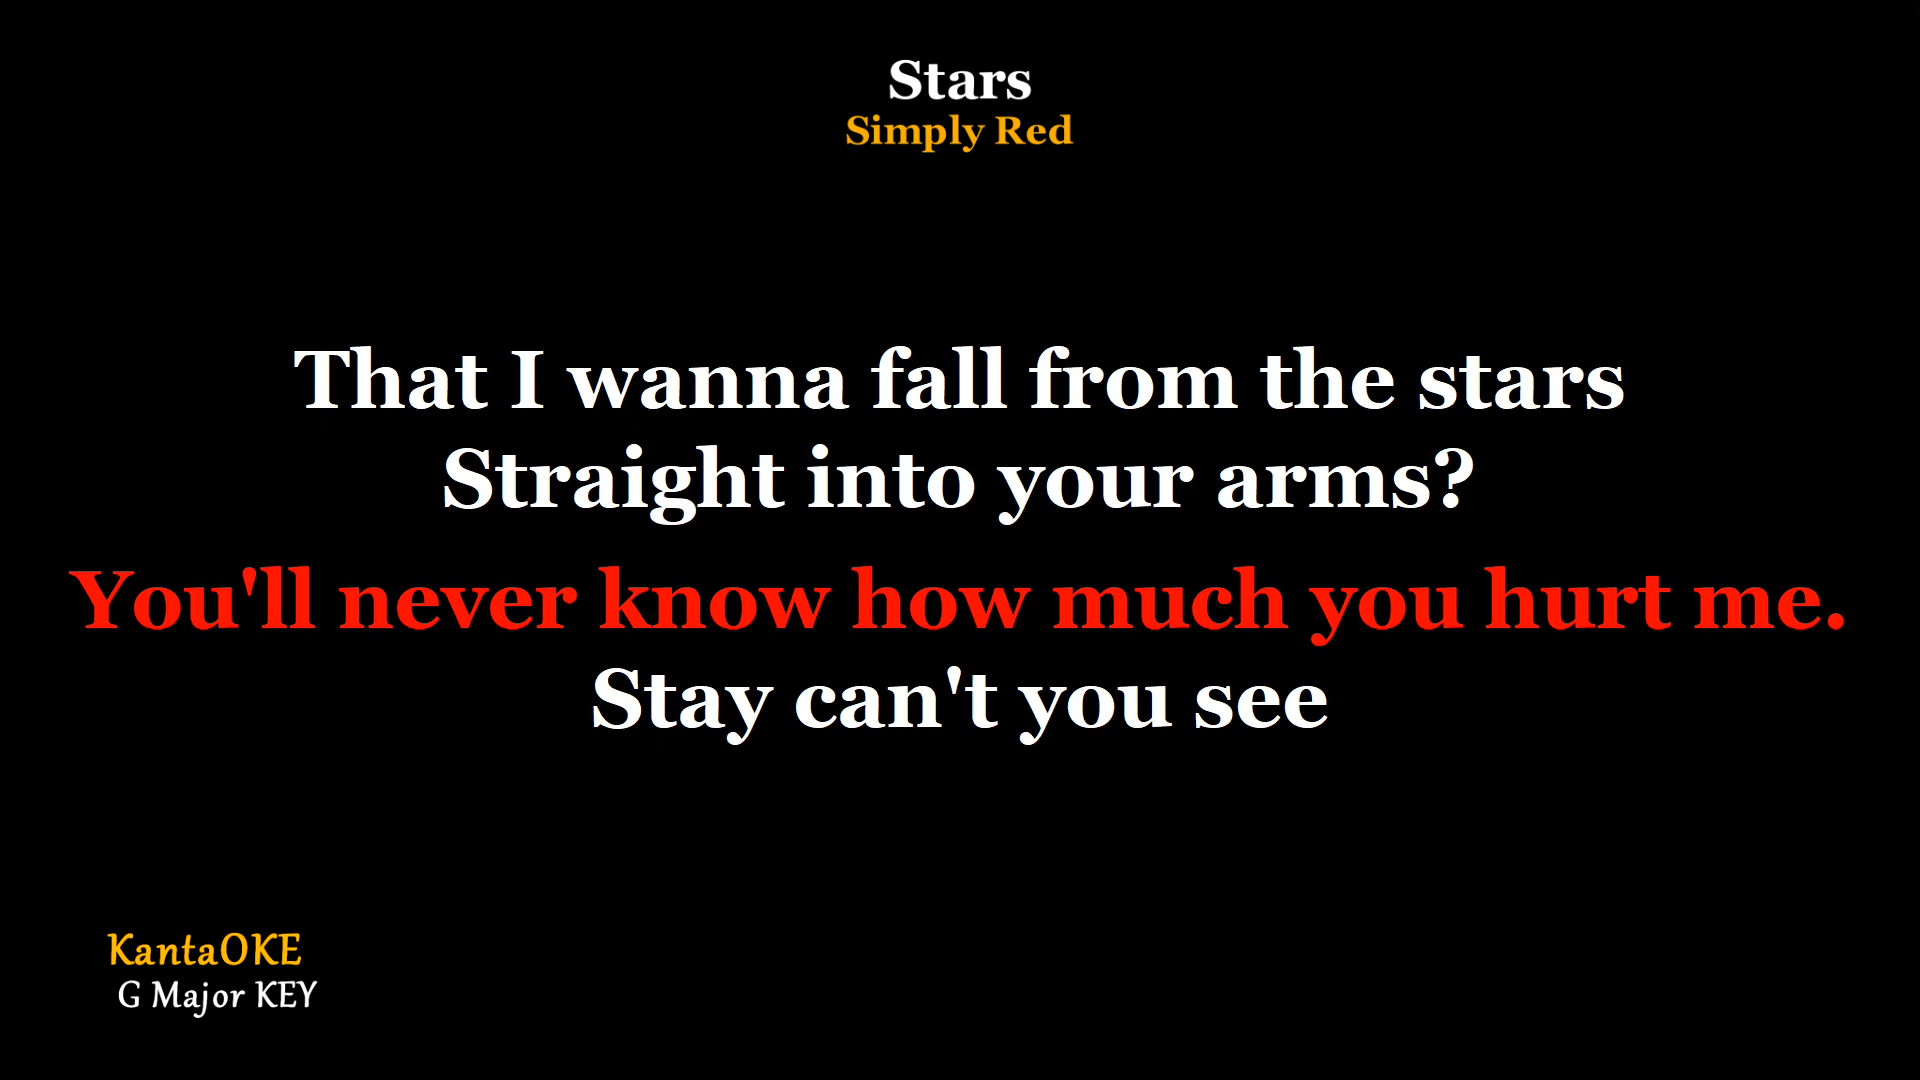 Stars
Simply Red
That I wanna fall from the stars
Straight into your arms?
You'll never know how much you hurt me.
Stay can't you see
KantaOKE
G Major KEY